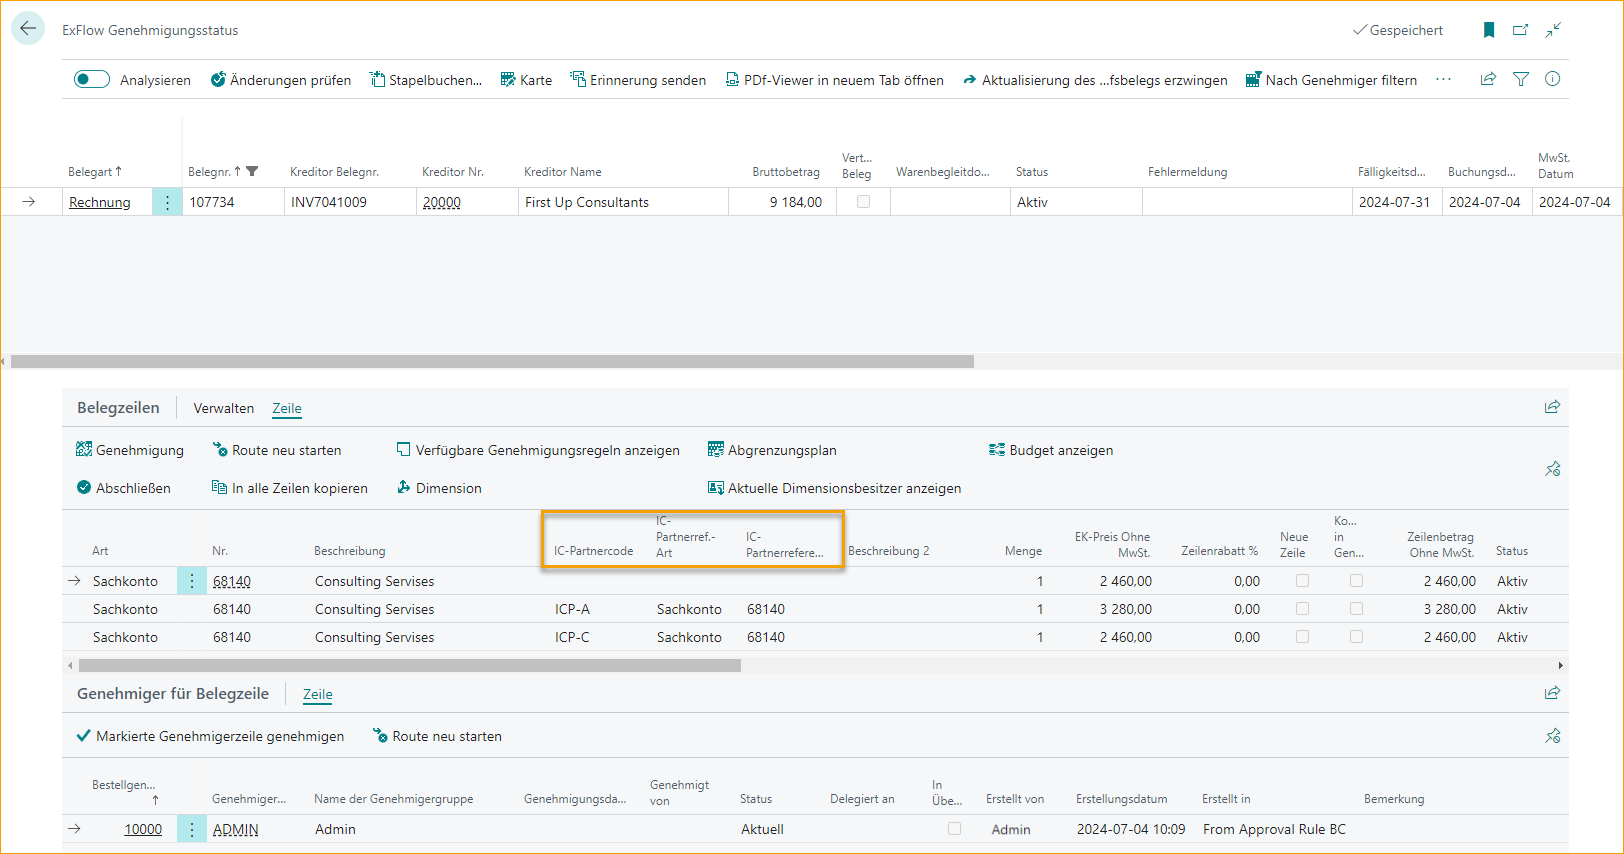 ExFlow Genehmigungsstatus
Gespeichert
Analysieren Änderungen prüfen Stapelbuchen... Karte Erinnerung senden PDf-Viewer in neuem Tab öffnen Aktualisierung des ...fsbelegs erzwingen Nach Genehmiger filtern ...
Belegart ↑ Belegnr. ↑ Kreditor Belegnr. Kreditor Nr. Kreditor Name Bruttobetrag Vert... Beleg Warenbegleitdo... Status Fehlermeldung Fälligkeitsd... Buchungsd... MwSt. Datum
→ Rechnung 107734 INV7041009 20000 First Up Consultants 9 184,00 Aktiv 2024-07-31 2024-07-04 2024-07-04
Belegzeilen Verwalten Zeile
Genehmigung Route neu starten Verfügbare Genehmigungsregeln anzeigen Abgrenzungsplan Budget anzeigen
Abschließen In alle Zeilen kopieren Dimension Aktuelle Dimensionsbesitzer anzeigen
Art Nr. Beschreibung IC-Partnercode IC-Partnerref.-Art IC-Partnerrefere... Beschreibung 2 Menge EK-Preis Ohne MwSt. Zeilenrabatt % Neue Zeile Ko... in Gen... Zeilenbetrag Ohne MwSt. Status
→ Sachkonto 68140 Consulting Servises 1 2 460,00 0,00 2 460,00 Aktiv
Sachkonto 68140 Consulting Servises ICP-A Sachkonto 68140 1 3 280,00 0,00 3 280,00 Aktiv
Sachkonto 68140 Consulting Servises ICP-C Sachkonto 68140 1 2 460,00 0,00 2 460,00 Aktiv
Genehmiger für Belegzeile Zeile
Markierte Genehmigerzeile genehmigen Route neu starten
Bestellgen... ↑ Genehmiger... Name der Genehmigergruppe Genehmigungsda... Genehmigt von Status Delegiert an In Übe... Erstellt von Erstellungsdatum Erstellt in Bemerkung
→ 10000 ADMIN Admin Aktuell Admin 2024-07-04 10:09 From Approval Rule BC